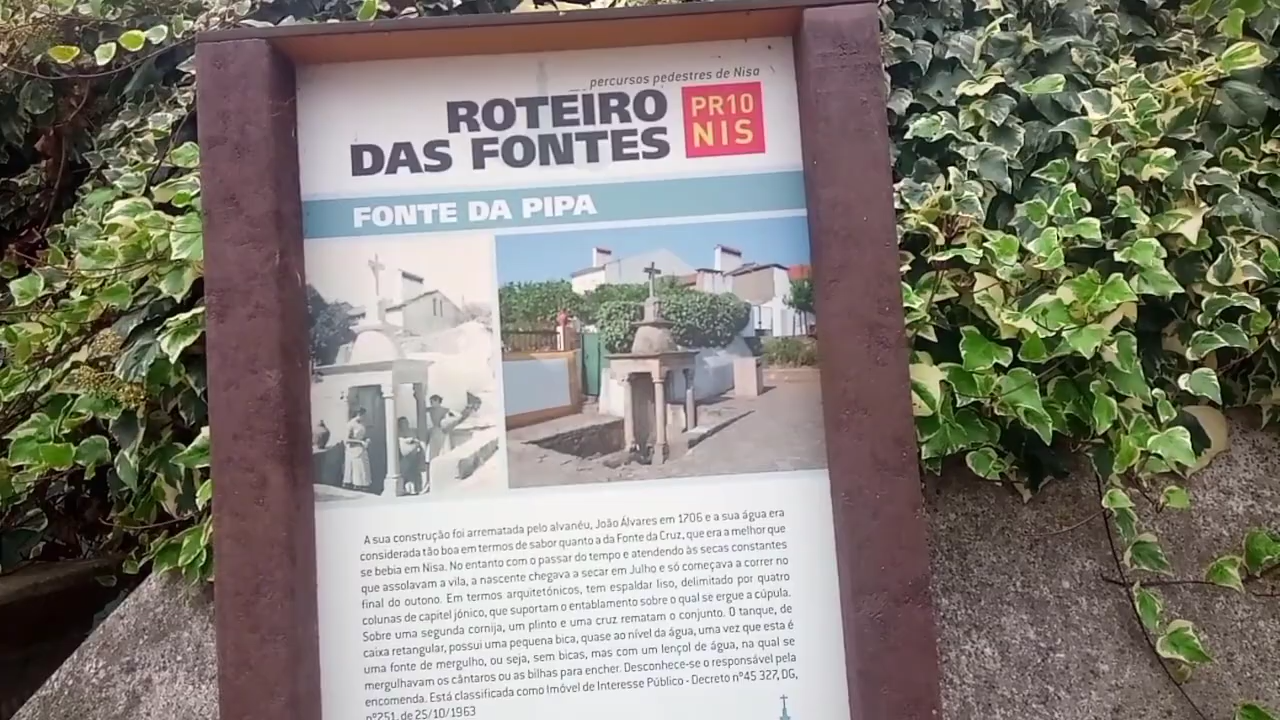 percursos pedestres de Nisa
ROTEIRO
DAS FONTES
PR10
NIS
FONTE DA PIPA
A sua construção foi arrematada pelo alvanéu, João Álvares em 1706 e a sua água era
considerada tão boa em termos de sabor quanto a da Fonte da Cruz, que era a melhor que
se bebia em Nisa. No entanto com o passar do tempo e atendendo às secas constantes
que assolavam a vila, a nascente chegava a secar em Julho e só começava a correr no
final do outono. Em termos arquitetónicos, tem espaldar liso, delimitado por quatro
colunas de capitel jónico, que suportam o entablamento sobre o qual se ergue a cúpula.
Sobre uma segunda cornija, um plinto e uma cruz rematam o conjunto. O tanque, de
caixa retangular, possui uma pequena bica, quase ao nível da água, uma vez que esta é
uma fonte de mergulho, ou seja, sem bicas, mas com um lençol de água, na qual se
mergulhavam os cântaros ou as bilhas para encher. Desconhece-se o responsável pela
encomenda. Está classificada como Imóvel de Interesse Público - Decreto nº45 327, DG,
nº251, de 25/10/1963